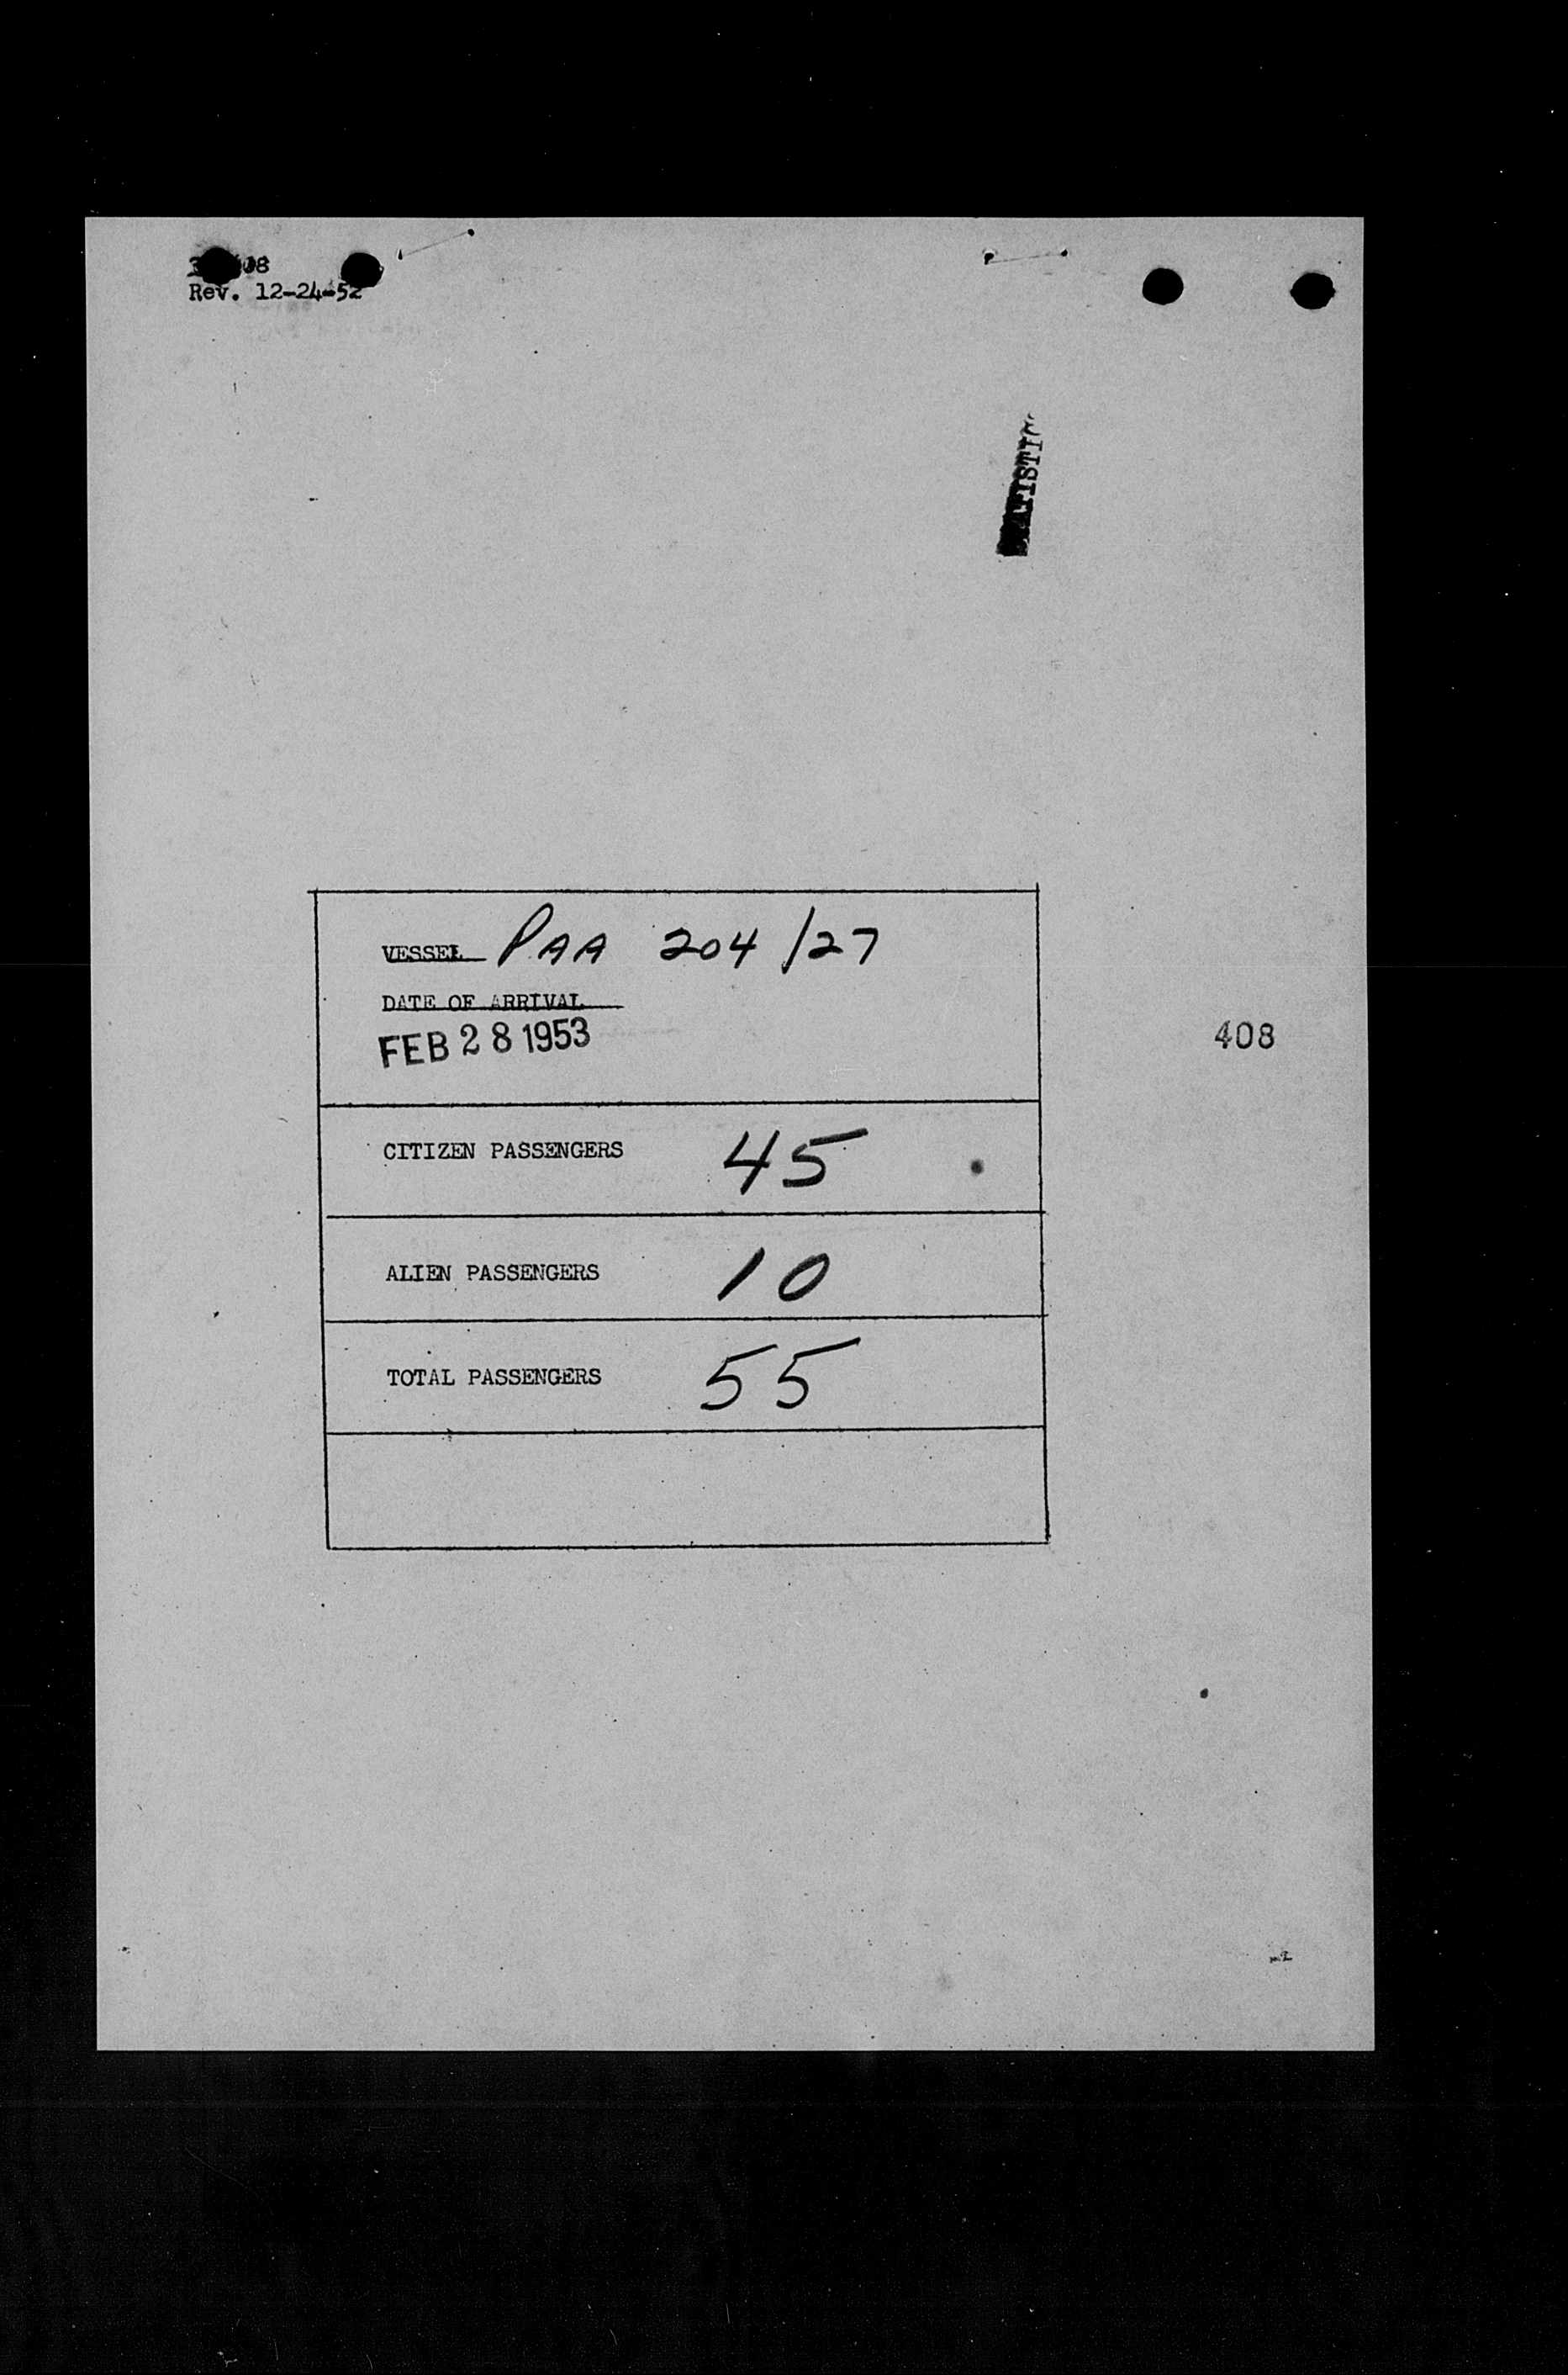 Rev. 12-24-52
VESSEL PAA 204/27
DATE OF ARRIVAL
FEB 28 1953
408
CITIZEN PASSENGERS 45
ALIEN PASSENGERS 10
TOTAL PASSENGERS 55